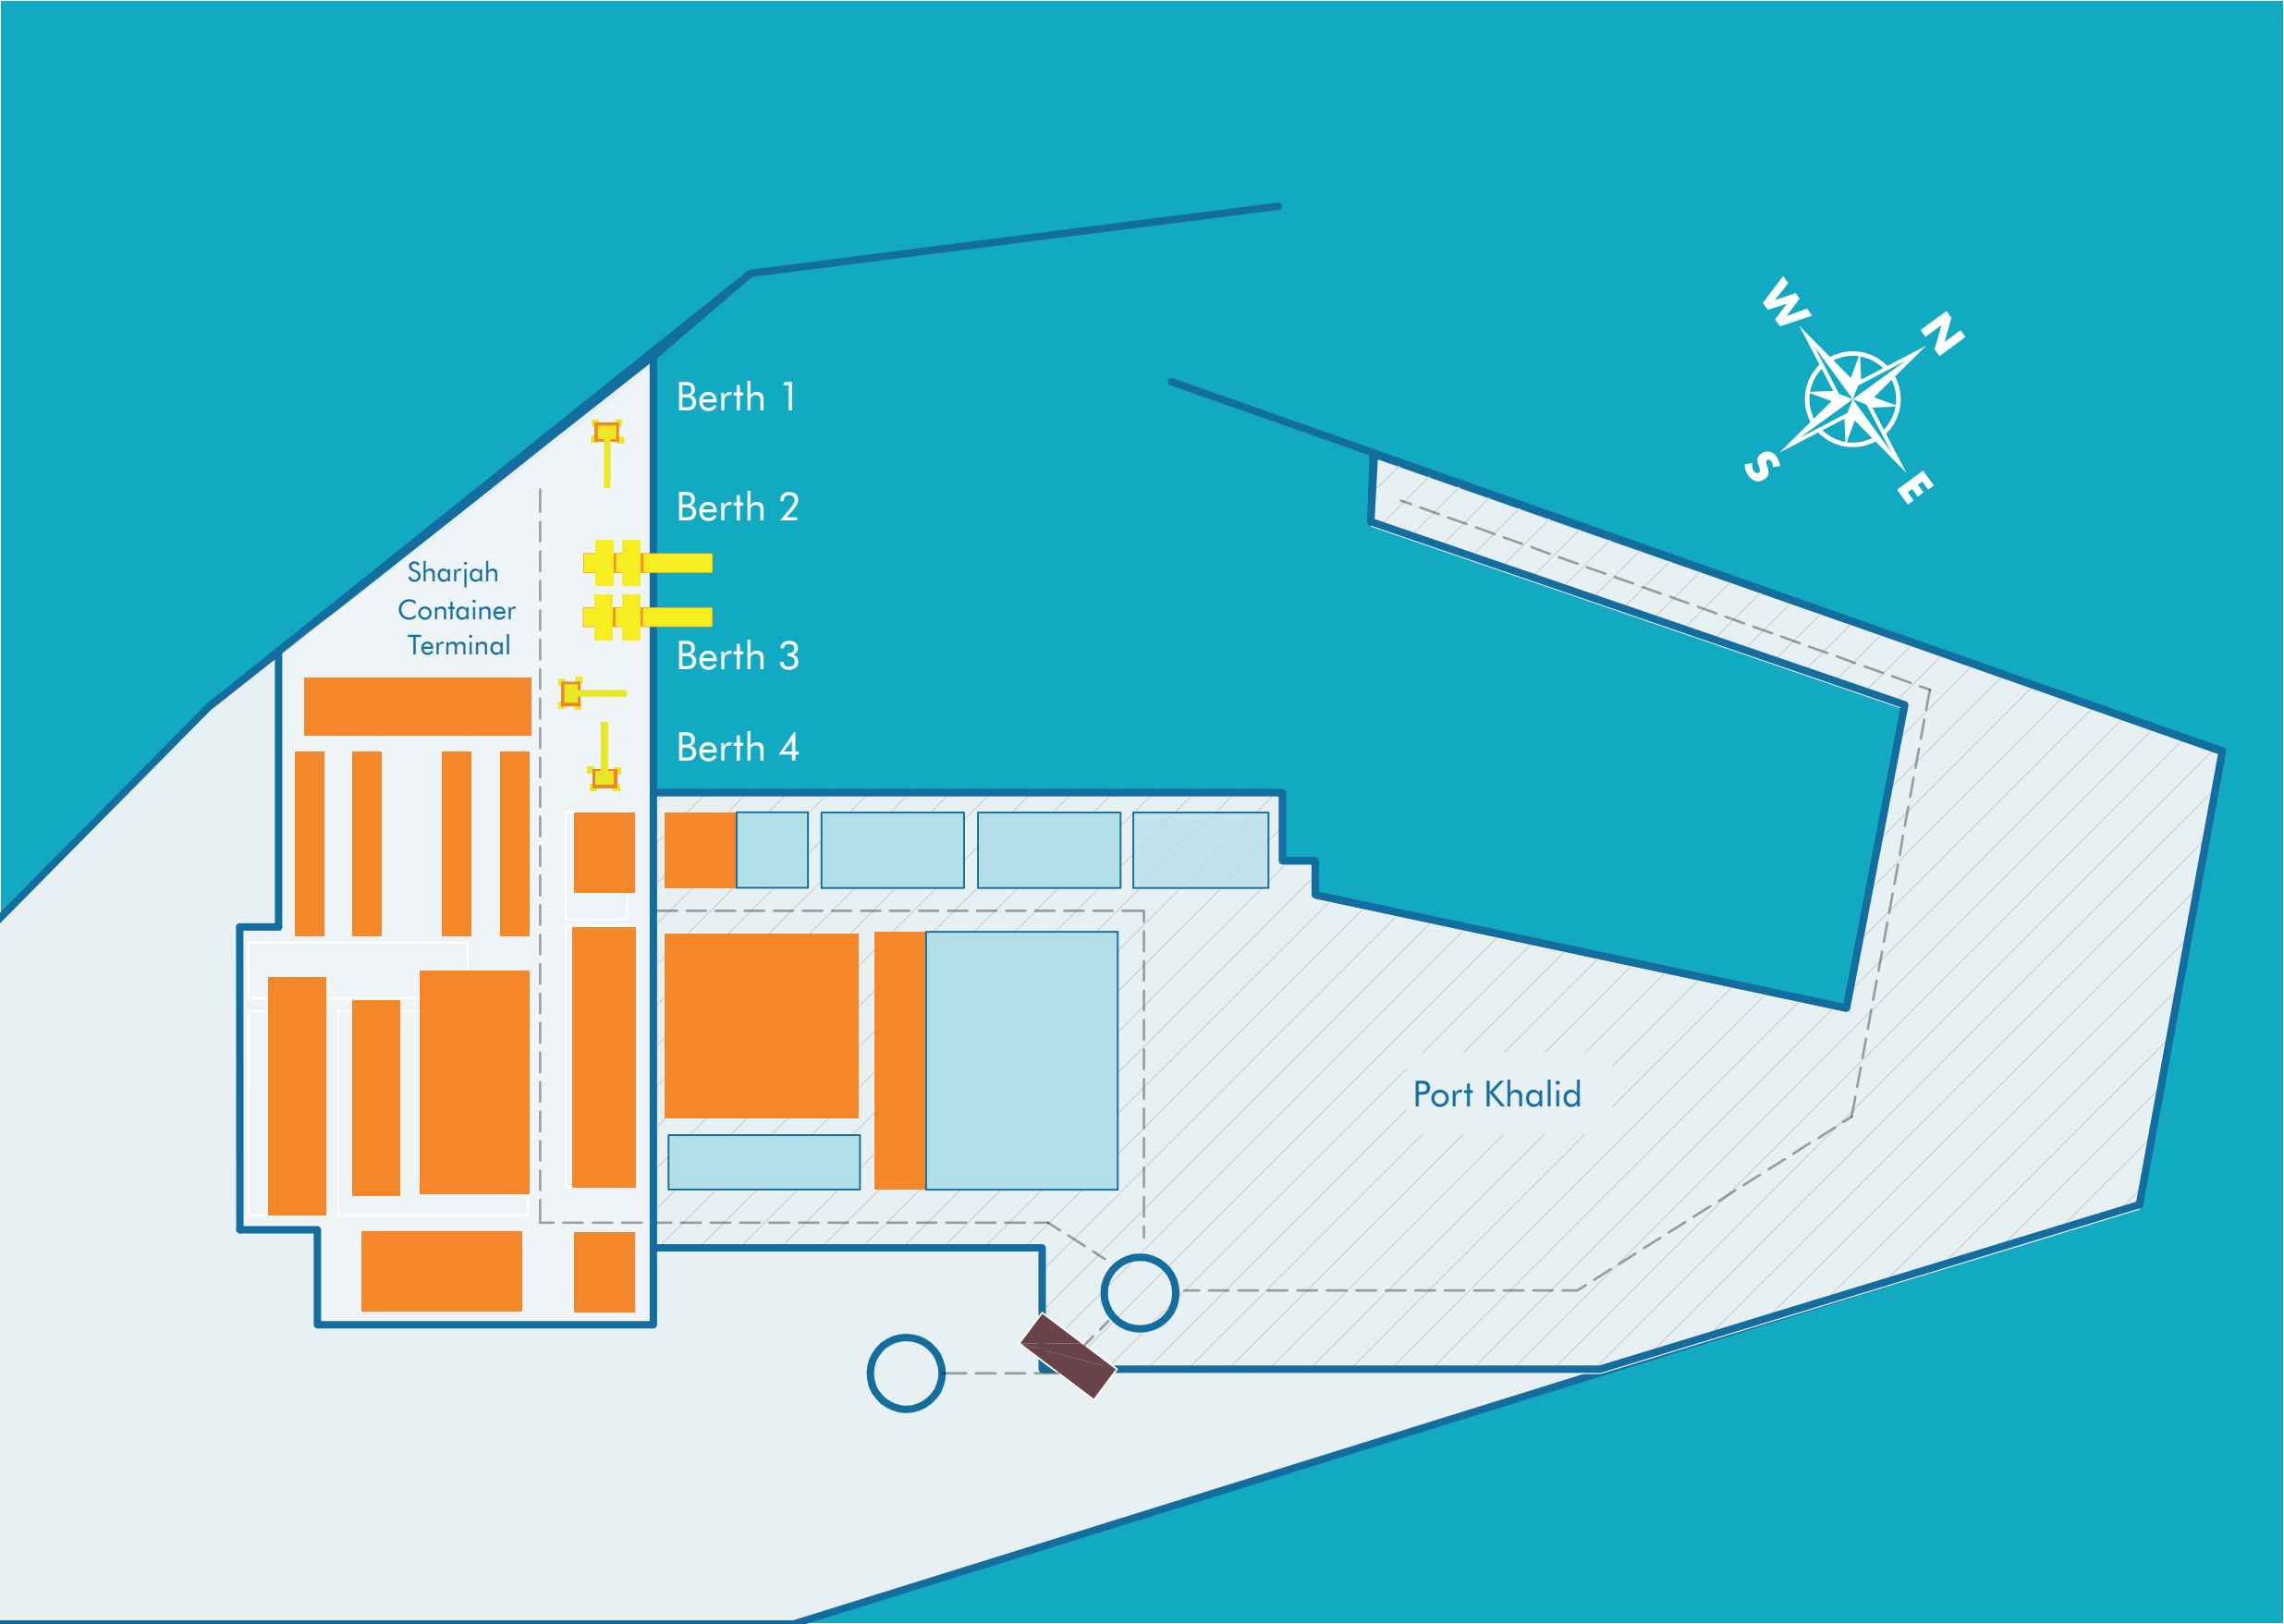 Berth 1
W
N
S
E
Berth 2
Sharjah
Container
Terminal
Berth 3
Berth 4
Port Khalid